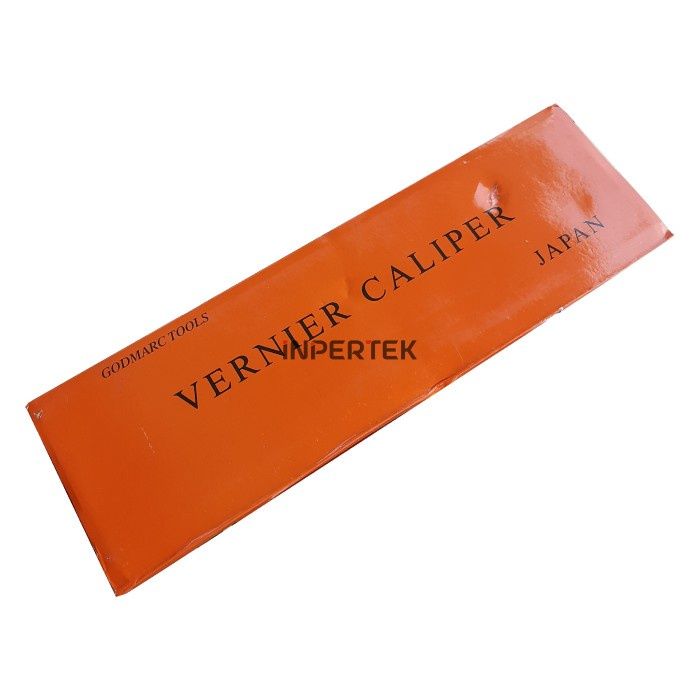 GODMARC TOOLS
VERNIER CALIPER
JAPAN
INPERTEK